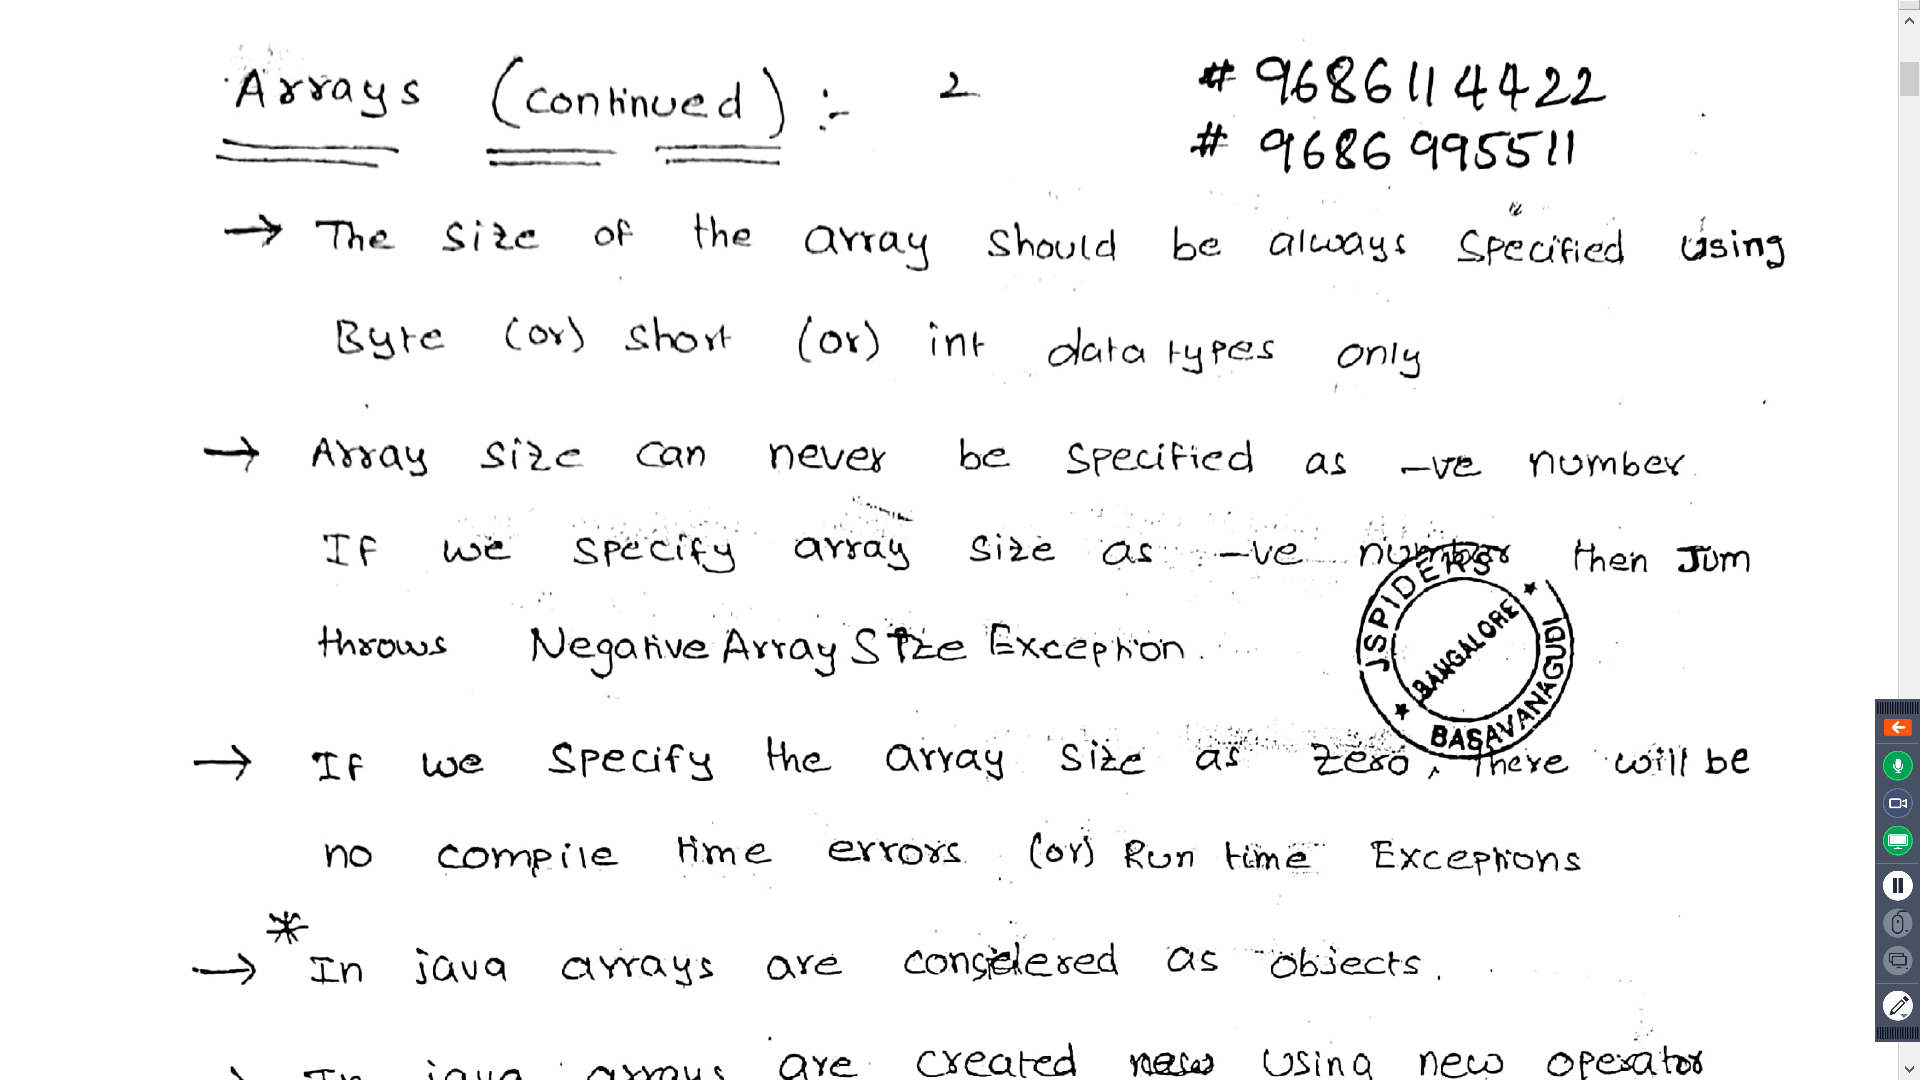 Arrays (continued) :- 2
# 9686114422
# 9686995511
→ The size of the array should be always specified using
Byte (or) short (or) int data types only
→ Array size can never be specified as -ve number.
If we specify array size as -ve number then JVM
throws NegativeArraySizeException.
JSPIDERS
BANGALORE
BASAVANAGUDI
→ If we specify the array size as zero, there will be
no compile time errors (or) Run time Exceptions
*
→ In java arrays are considered as objects.
→ In java arrays are created using new operator